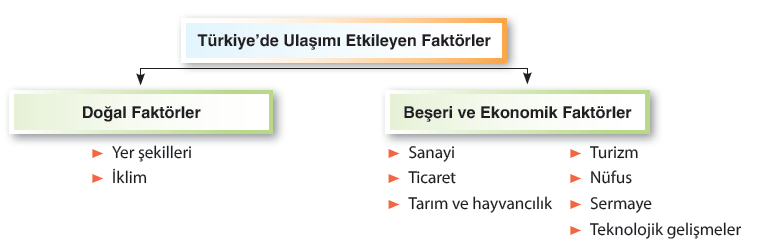 Türkiye’de Ulaşımı Etkileyen Faktörler
Doğal Faktörler
Yer şekilleri
İklim
Beşeri ve Ekonomik Faktörler
Sanayi
Ticaret
Tarım ve hayvancılık
Turizm
Nüfus
Sermaye
Teknolojik gelişmeler